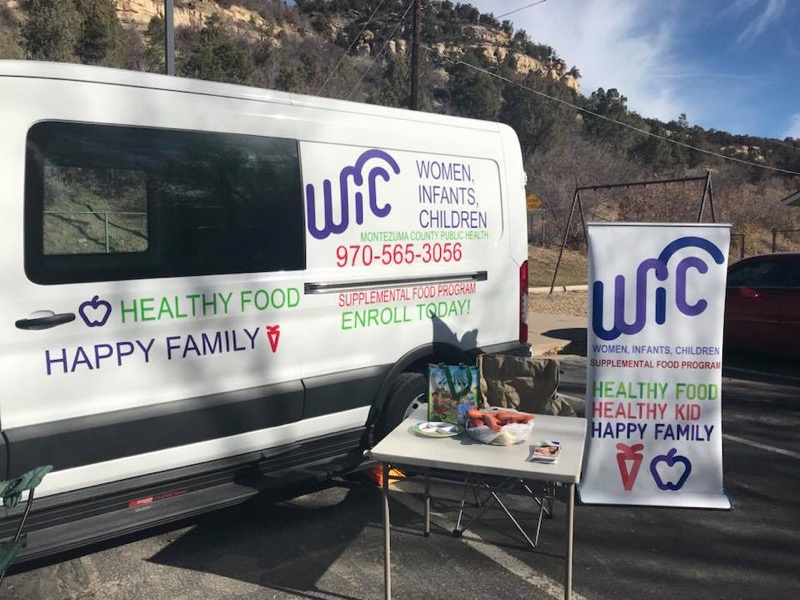 WIC
WOMEN,
INFANTS,
CHILDREN
MONTEZUMA COUNTY PUBLIC HEALTH
970-565-3056
SUPPLEMENTAL FOOD PROGRAM
ENROLL TODAY!
HEALTHY FOOD
HAPPY FAMILY
WIC
WOMEN, INFANTS, CHILDREN
SUPPLEMENTAL FOOD PROGRAM
HEALTHY FOOD
HEALTHY KID
HAPPY FAMILY